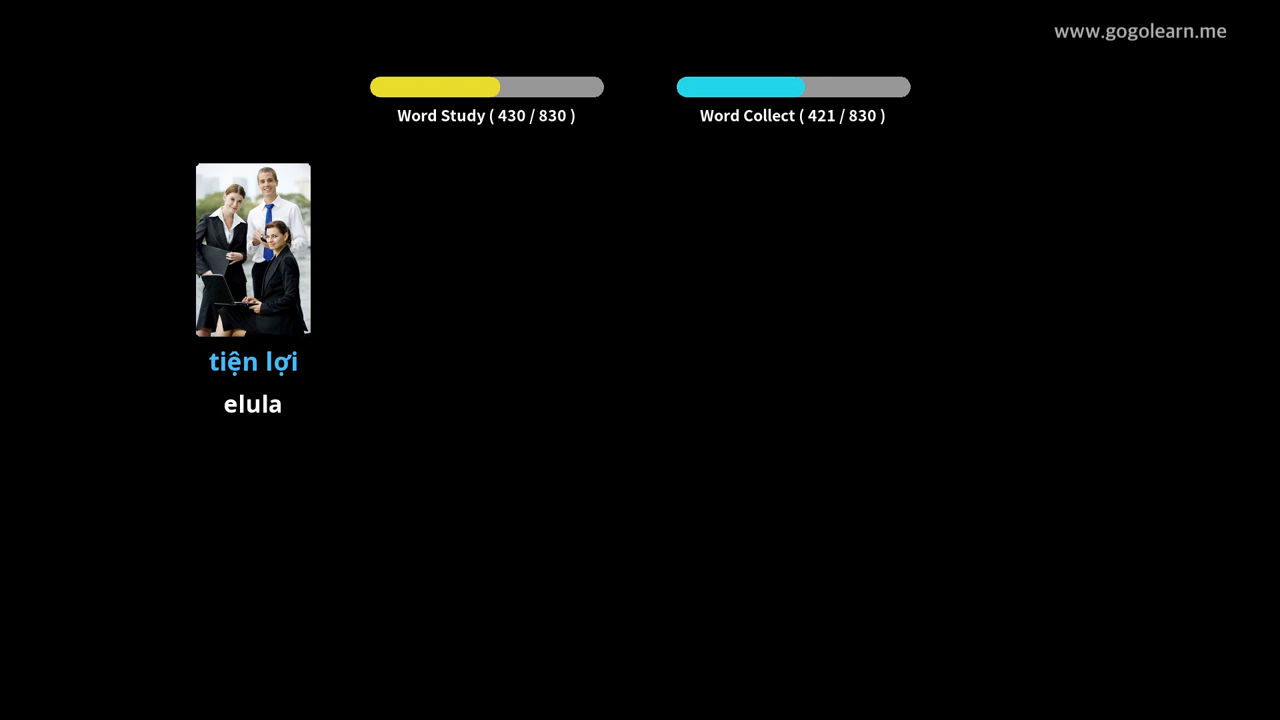 www.gogolearn.me
Word Study ( 430 / 830 )
Word Collect ( 421 / 830 )
tiện lợi
elula